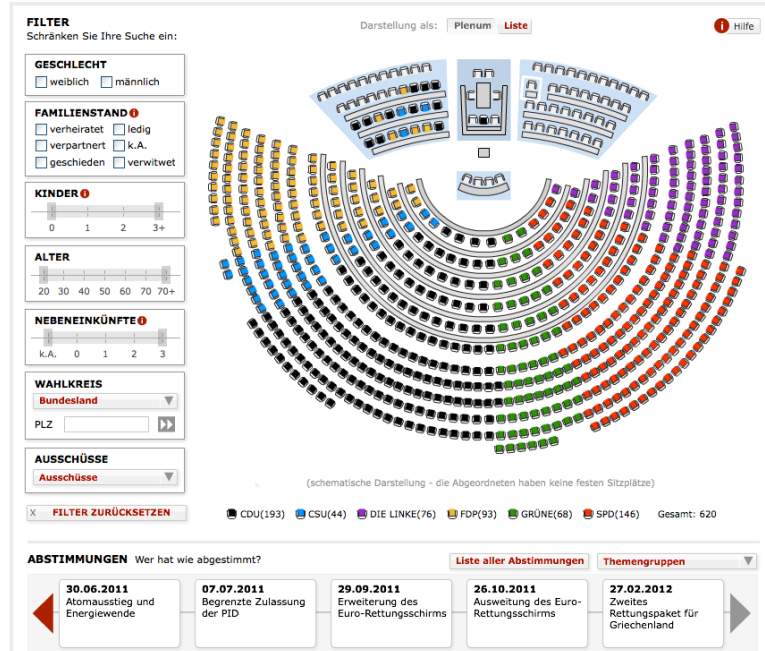 FILTER
Schränken Sie Ihre Suche ein:
Darstellung als: Plenum Liste
i Hilfe
GESCHLECHT
weiblich männlich
FAMILIENSTAND i
verheiratet ledig
verpartnert k.A.
geschieden verwitwet
KINDER i
0 1 2 3+
ALTER
20 30 40 50 60 70 70+
NEBENEINKÜNFTE i
k.A. 0 1 2 3
WAHLKREIS
Bundesland
PLZ
AUSSCHÜSSE
Ausschüsse
X FILTER ZURÜCKSETZEN
(schematische Darstellung - die Abgeordneten haben keine festen Sitzplätze)
CDU(193) CSU(44) DIE LINKE(76) FDP(93) GRÜNE(68) SPD(146) Gesamt: 620
ABSTIMMUNGEN Wer hat wie abgestimmt?
Liste aller Abstimmungen
Themengruppen
30.06.2011
Atomausstieg und
Energiewende
07.07.2011
Begrenzte Zulassung
der PID
29.09.2011
Erweiterung des
Euro-Rettungsschirms
26.10.2011
Ausweitung des Euro-
Rettungsschirms
27.02.2012
Zweites
Rettungspaket für
Griechenland